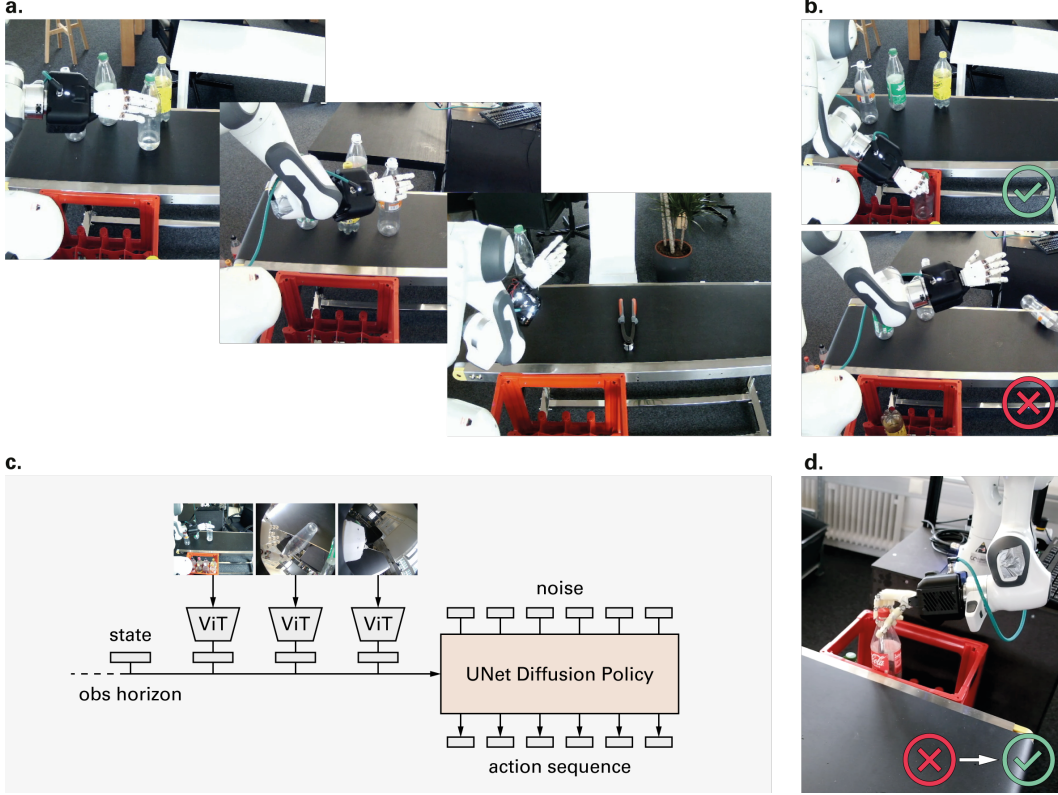 a.
b.
c.
d.
noise
ViT
ViT
ViT
state
UNet Diffusion Policy
obs horizon
action sequence